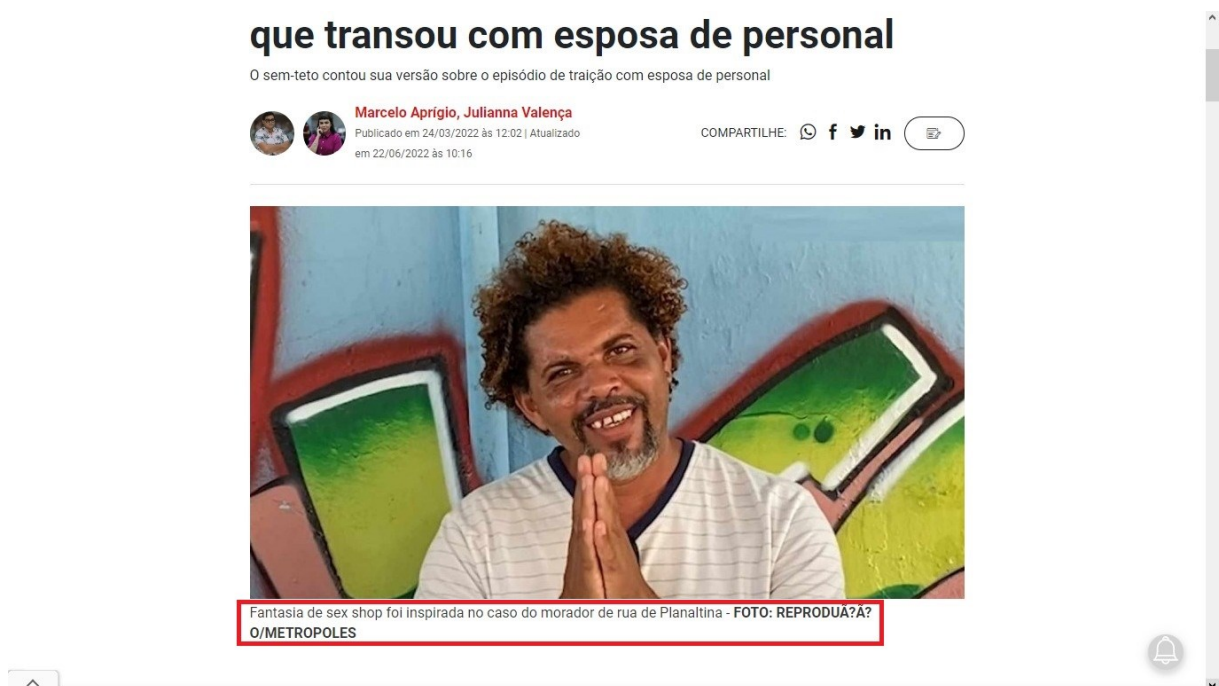 que transou com esposa de personal
O sem-teto contou sua versão sobre o episódio de traição com esposa de personal
Marcelo Aprígio, Julianna Valença
Publicado em 24/03/2022 às 12:02 | Atualizado
em 22/06/2022 às 10:16
COMPARTILHE:
Fantasia de sex shop foi inspirada no caso do morador de rua de Planaltina - FOTO: REPRODUÃ?Ã?
O/METROPOLES